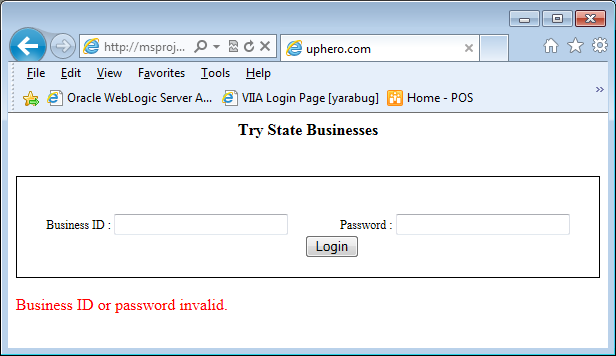 http://msproj...
uphero.com
File Edit View Favorites Tools Help
Oracle WebLogic Server A... VIIA Login Page [yarabug] Home - POS
Try State Businesses
Business ID : Password :
Login
Business ID or password invalid.